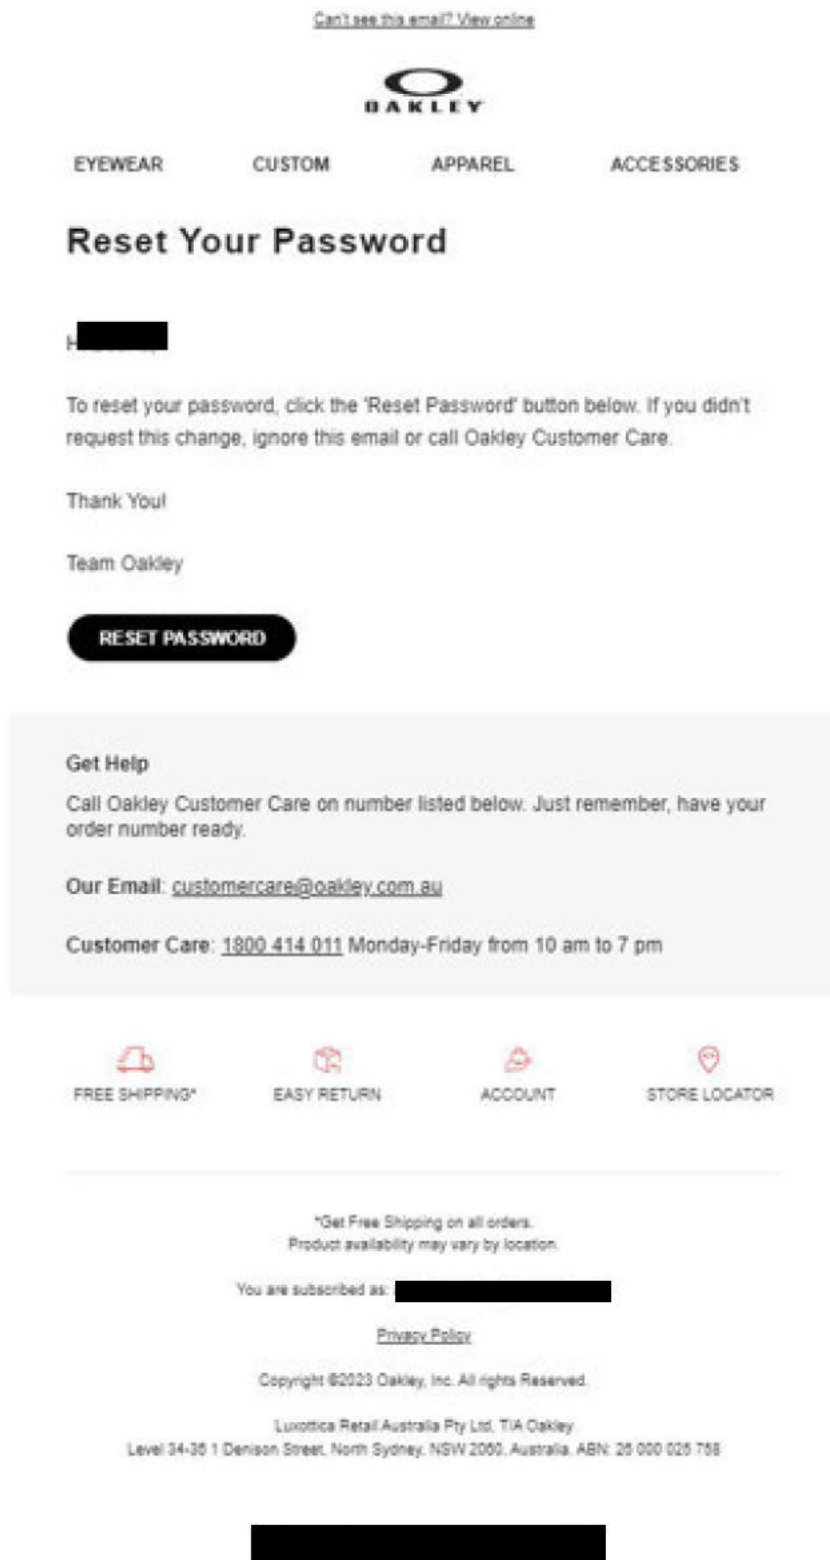 Can't see this email? View online
OAKLEY
EYEWEAR CUSTOM APPAREL ACCESSORIES
Reset Your Password
H
To reset your password, click the 'Reset Password' button below. If you didn't
request this change, ignore this email or call Oakley Customer Care.
Thank You!
Team Oakley
RESET PASSWORD
Get Help
Call Oakley Customer Care on number listed below. Just remember, have your
order number ready.
Our Email: customercare@oakley.com.au
Customer Care: 1800 414 011 Monday-Friday from 10 am to 7 pm
FREE SHIPPING* EASY RETURN ACCOUNT STORE LOCATOR
*Get Free Shipping on all orders.
Product availability may vary by location.
You are subscribed as:
Privacy Policy
Copyright ©2023 Oakley, Inc. All rights Reserved.
Luxottica Retail Australia Pty Ltd, T/A Oakley
Level 34-36 1 Denison Street, North Sydney, NSW 2060, Australia. ABN: 26 000 025 758